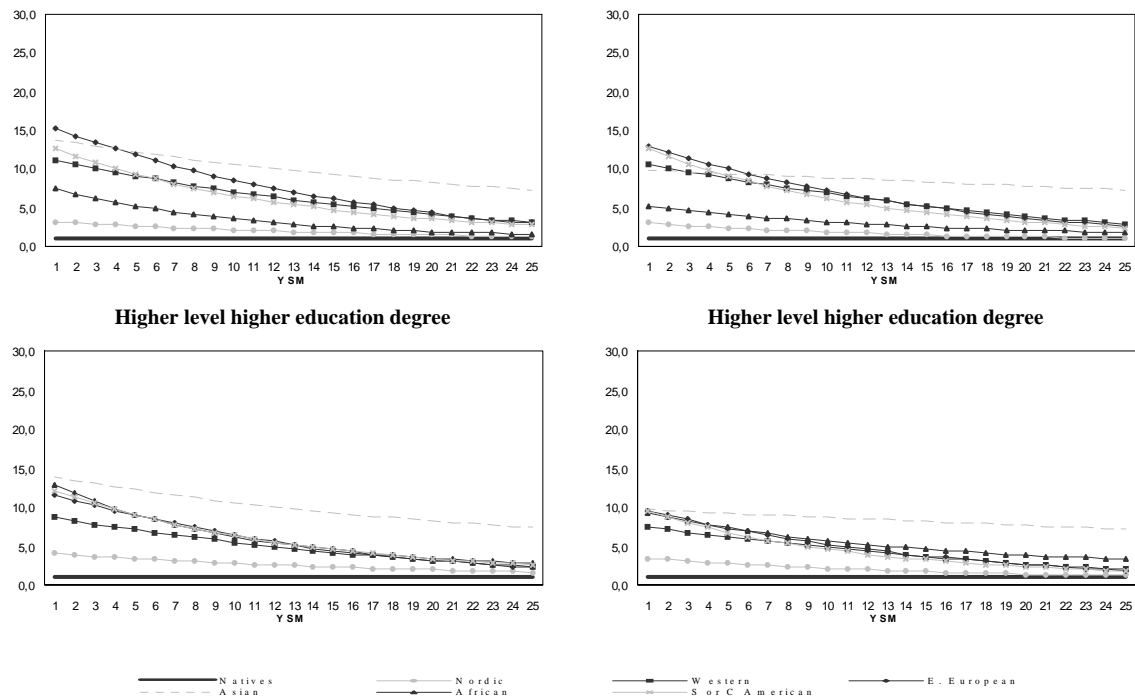 30,0 30,0
25,0 25,0
20,0 20,0
15,0 15,0
10,0 10,0
5,0 5,0
0,0 0,0
1 2 3 4 5 6 7 8 9 10 11 12 13 14 15 16 17 18 19 20 21 22 23 24 25 1 2 3 4 5 6 7 8 9 10 11 12 13 14 15 16 17 18 19 20 21 22 23 24 25
YSM YSM
Higher level higher education degree Higher level higher education degree
30,0 30,0
25,0 25,0
20,0 20,0
15,0 15,0
10,0 10,0
5,0 5,0
0,0 0,0
1 2 3 4 5 6 7 8 9 10 11 12 13 14 15 16 17 18 19 20 21 22 23 24 25 1 2 3 4 5 6 7 8 9 10 11 12 13 14 15 16 17 18 19 20 21 22 23 24 25
YSM YSM
Natives Nordic Western E. European
Asian African S or C American